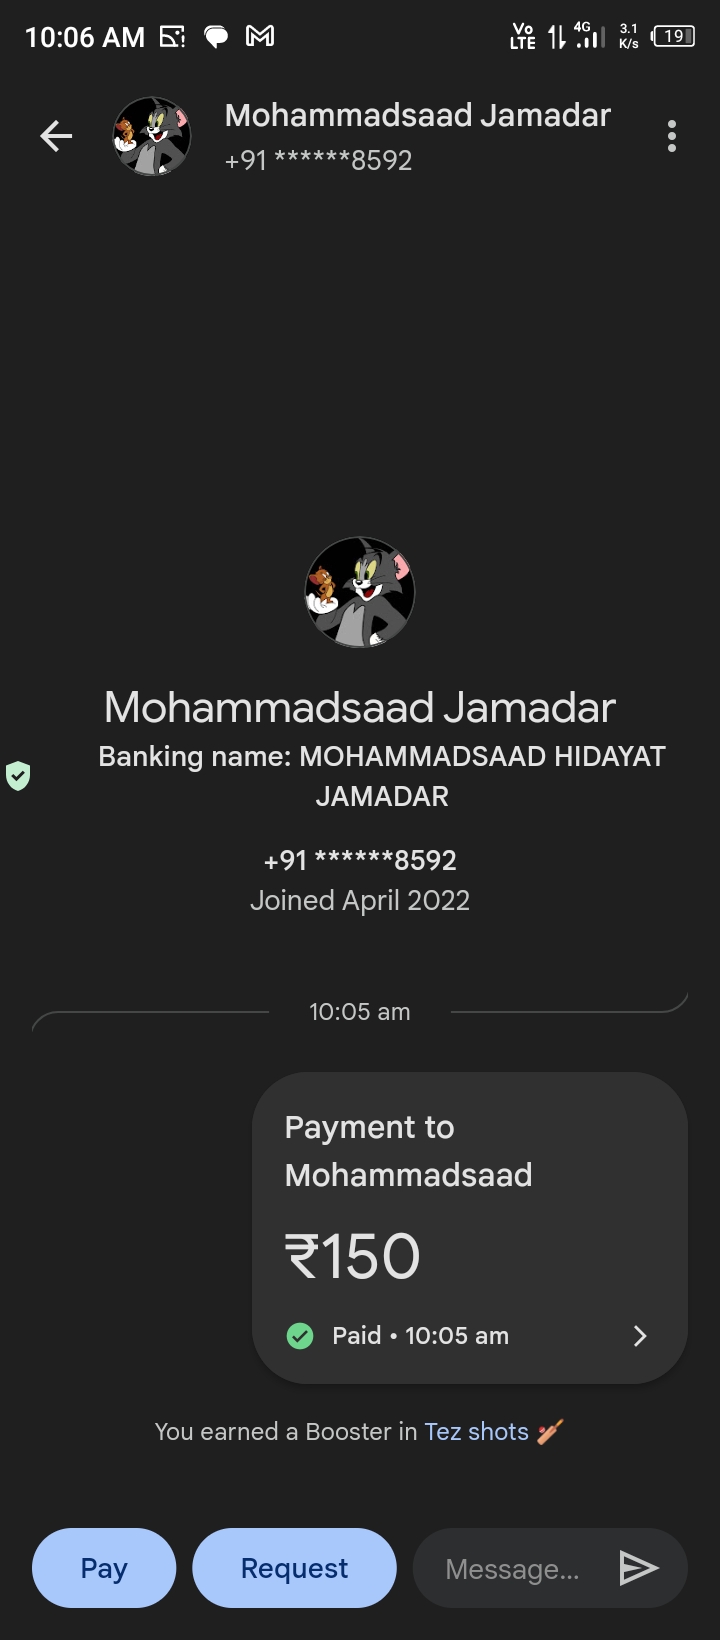 10:06 AM
Vo LTE 4G 3.1 K/s 19
Mohammadsaad Jamadar
+91 ******8592
Mohammadsaad Jamadar
Banking name: MOHAMMADSAAD HIDAYAT
JAMADAR
+91 ******8592
Joined April 2022
10:05 am
Payment to
Mohammadsaad
₹150
Paid • 10:05 am
You earned a Booster in Tez shots 🏏
Pay Request Message...